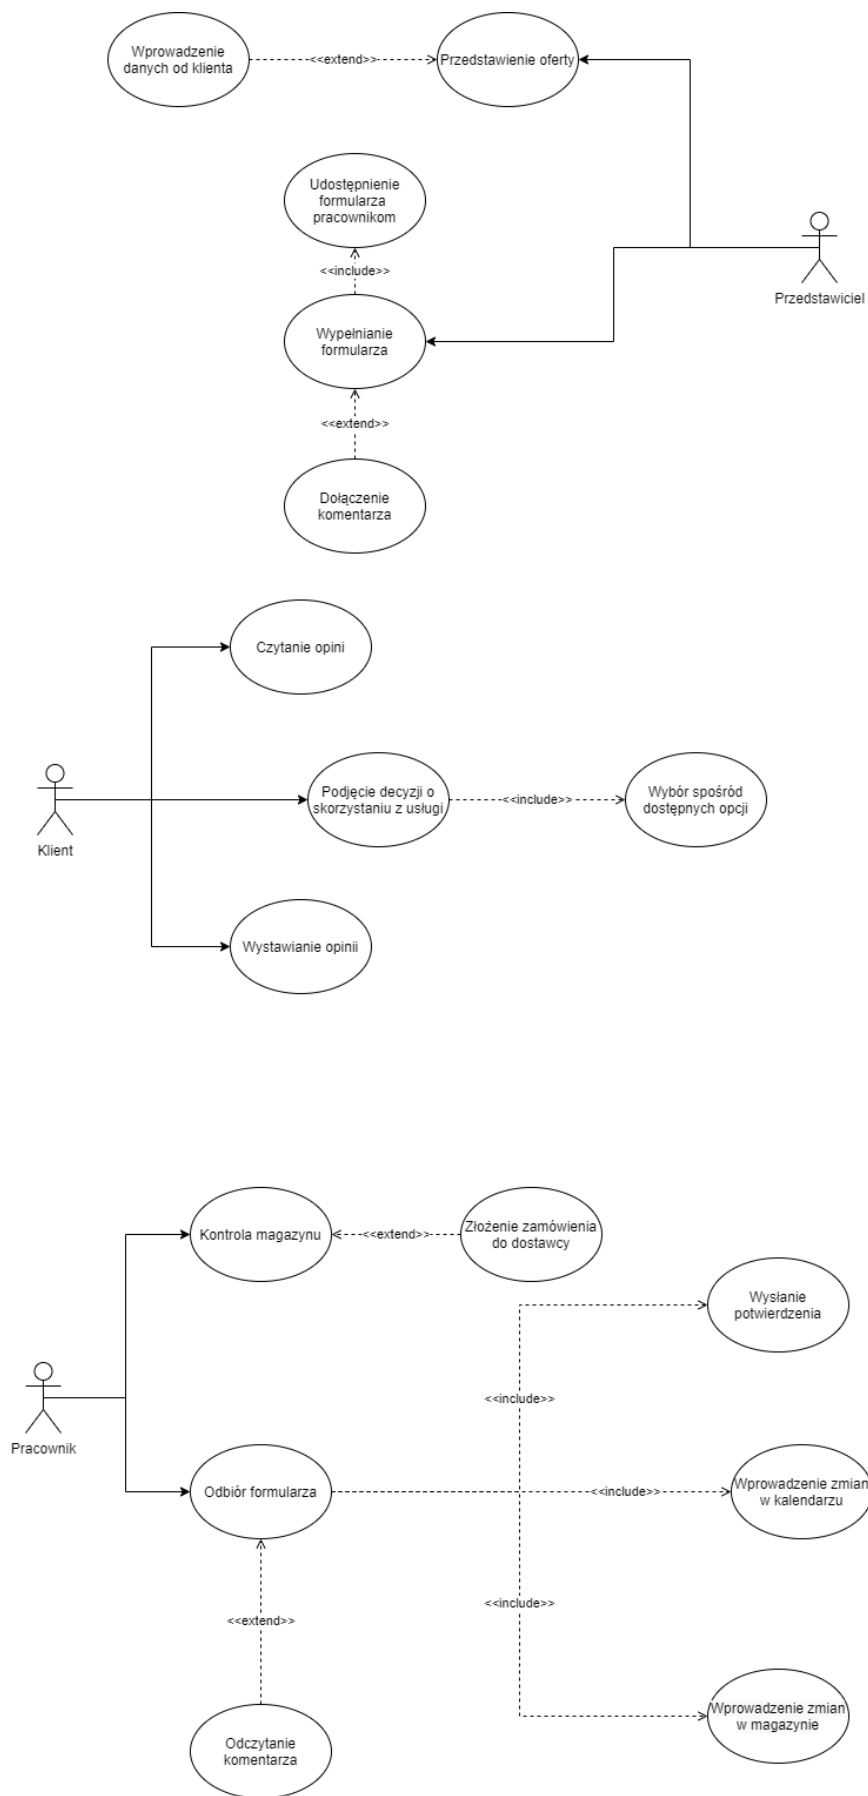 Wprowadzenie
danych od klienta
<<extend>>
Przedstawienie oferty
Udostępnienie
formularza
pracownikom
<<include>>
Przedstawiciel
Wypełnianie
formularza
<<extend>>
Dołączenie
komentarza
Czytanie opini
Klient
Podjęcie decyzji o
skorzystaniu z usługi
<<include>>
Wybór spośród
dostępnych opcji
Wystawianie opinii
Kontrola magazynu
<<extend>>
Złożenie zamówienia
do dostawcy
Wysłanie
potwierdzenia
<<include>>
Pracownik
Odbiór formularza
<<include>>
Wprowadzenie zmian
w kalendarzu
<<include>>
<<extend>>
Wprowadzenie zmian
w magazynie
Odczytanie
komentarza